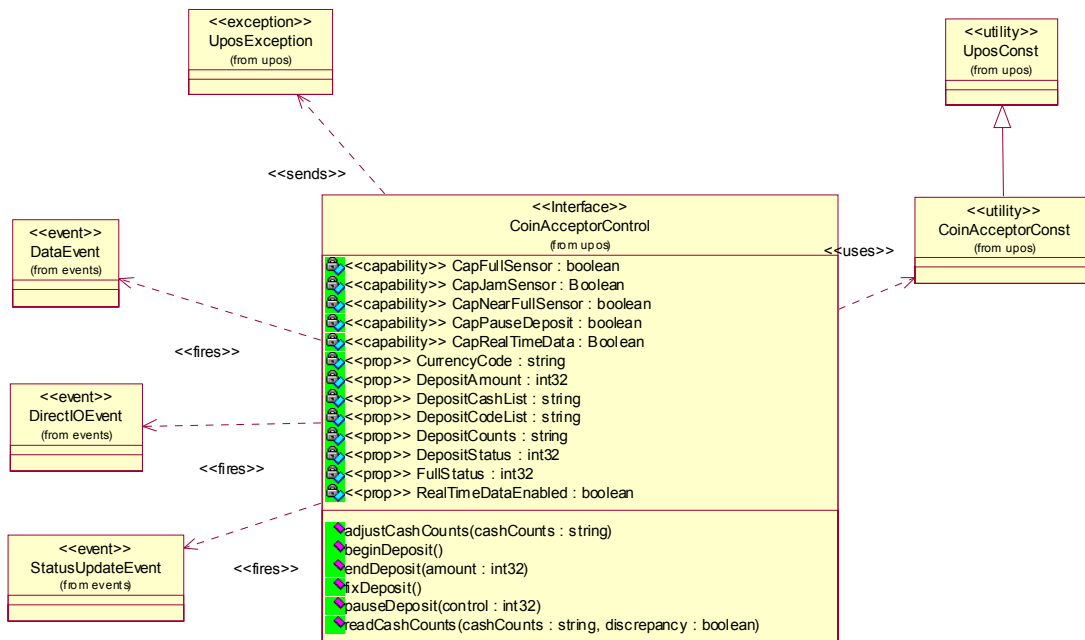 <<exception>>
UposException
(from upos)
<<utility>>
UposConst
(from upos)
<<sends>>
<<Interface>>
CoinAcceptorControl
(from upos)
<<utility>>
CoinAcceptorConst
(from upos)
<<uses>>
<<event>>
DataEvent
(from events)
<<fires>>
<<event>>
DirectIOEvent
(from events)
<<fires>>
<<event>>
StatusUpdateEvent
(from events)
<<fires>>
<<capability>> CapFullSensor : boolean
<<capability>> CapJamSensor : Boolean
<<capability>> CapNearFullSensor : boolean
<<capability>> CapPauseDeposit : boolean
<<capability>> CapRealTimeData : Boolean
<<prop>> CurrencyCode : string
<<prop>> DepositAmount : int32
<<prop>> DepositCashList : string
<<prop>> DepositCodeList : string
<<prop>> DepositCounts : string
<<prop>> DepositStatus : int32
<<prop>> FullStatus : int32
<<prop>> RealTimeDataEnabled : boolean
adjustCashCounts(cashCounts : string)
beginDeposit()
endDeposit(amount : int32)
fixDeposit()
pauseDeposit(control : int32)
readCashCounts(cashCounts : string, discrepancy : boolean)